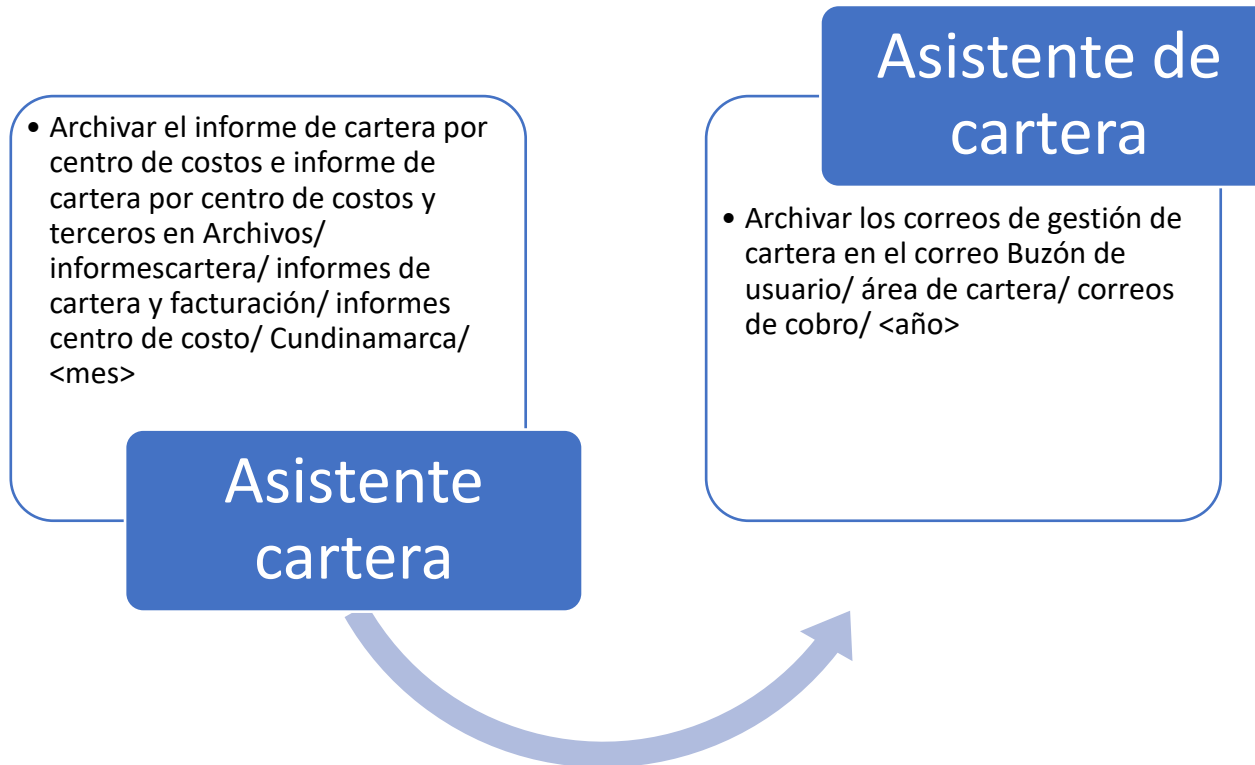 • Archivar el informe de cartera por
centro de costos e informe de
cartera por centro de costos y
terceros en Archivos/
informescartera/ informes de
cartera y facturación/ informes
centro de costo/ Cundinamarca/
<mes>
Asistente
cartera
Asistente de
cartera
• Archivar los correos de gestión de
cartera en el correo Buzón de
usuario/ área de cartera/ correos
de cobro/ <año>